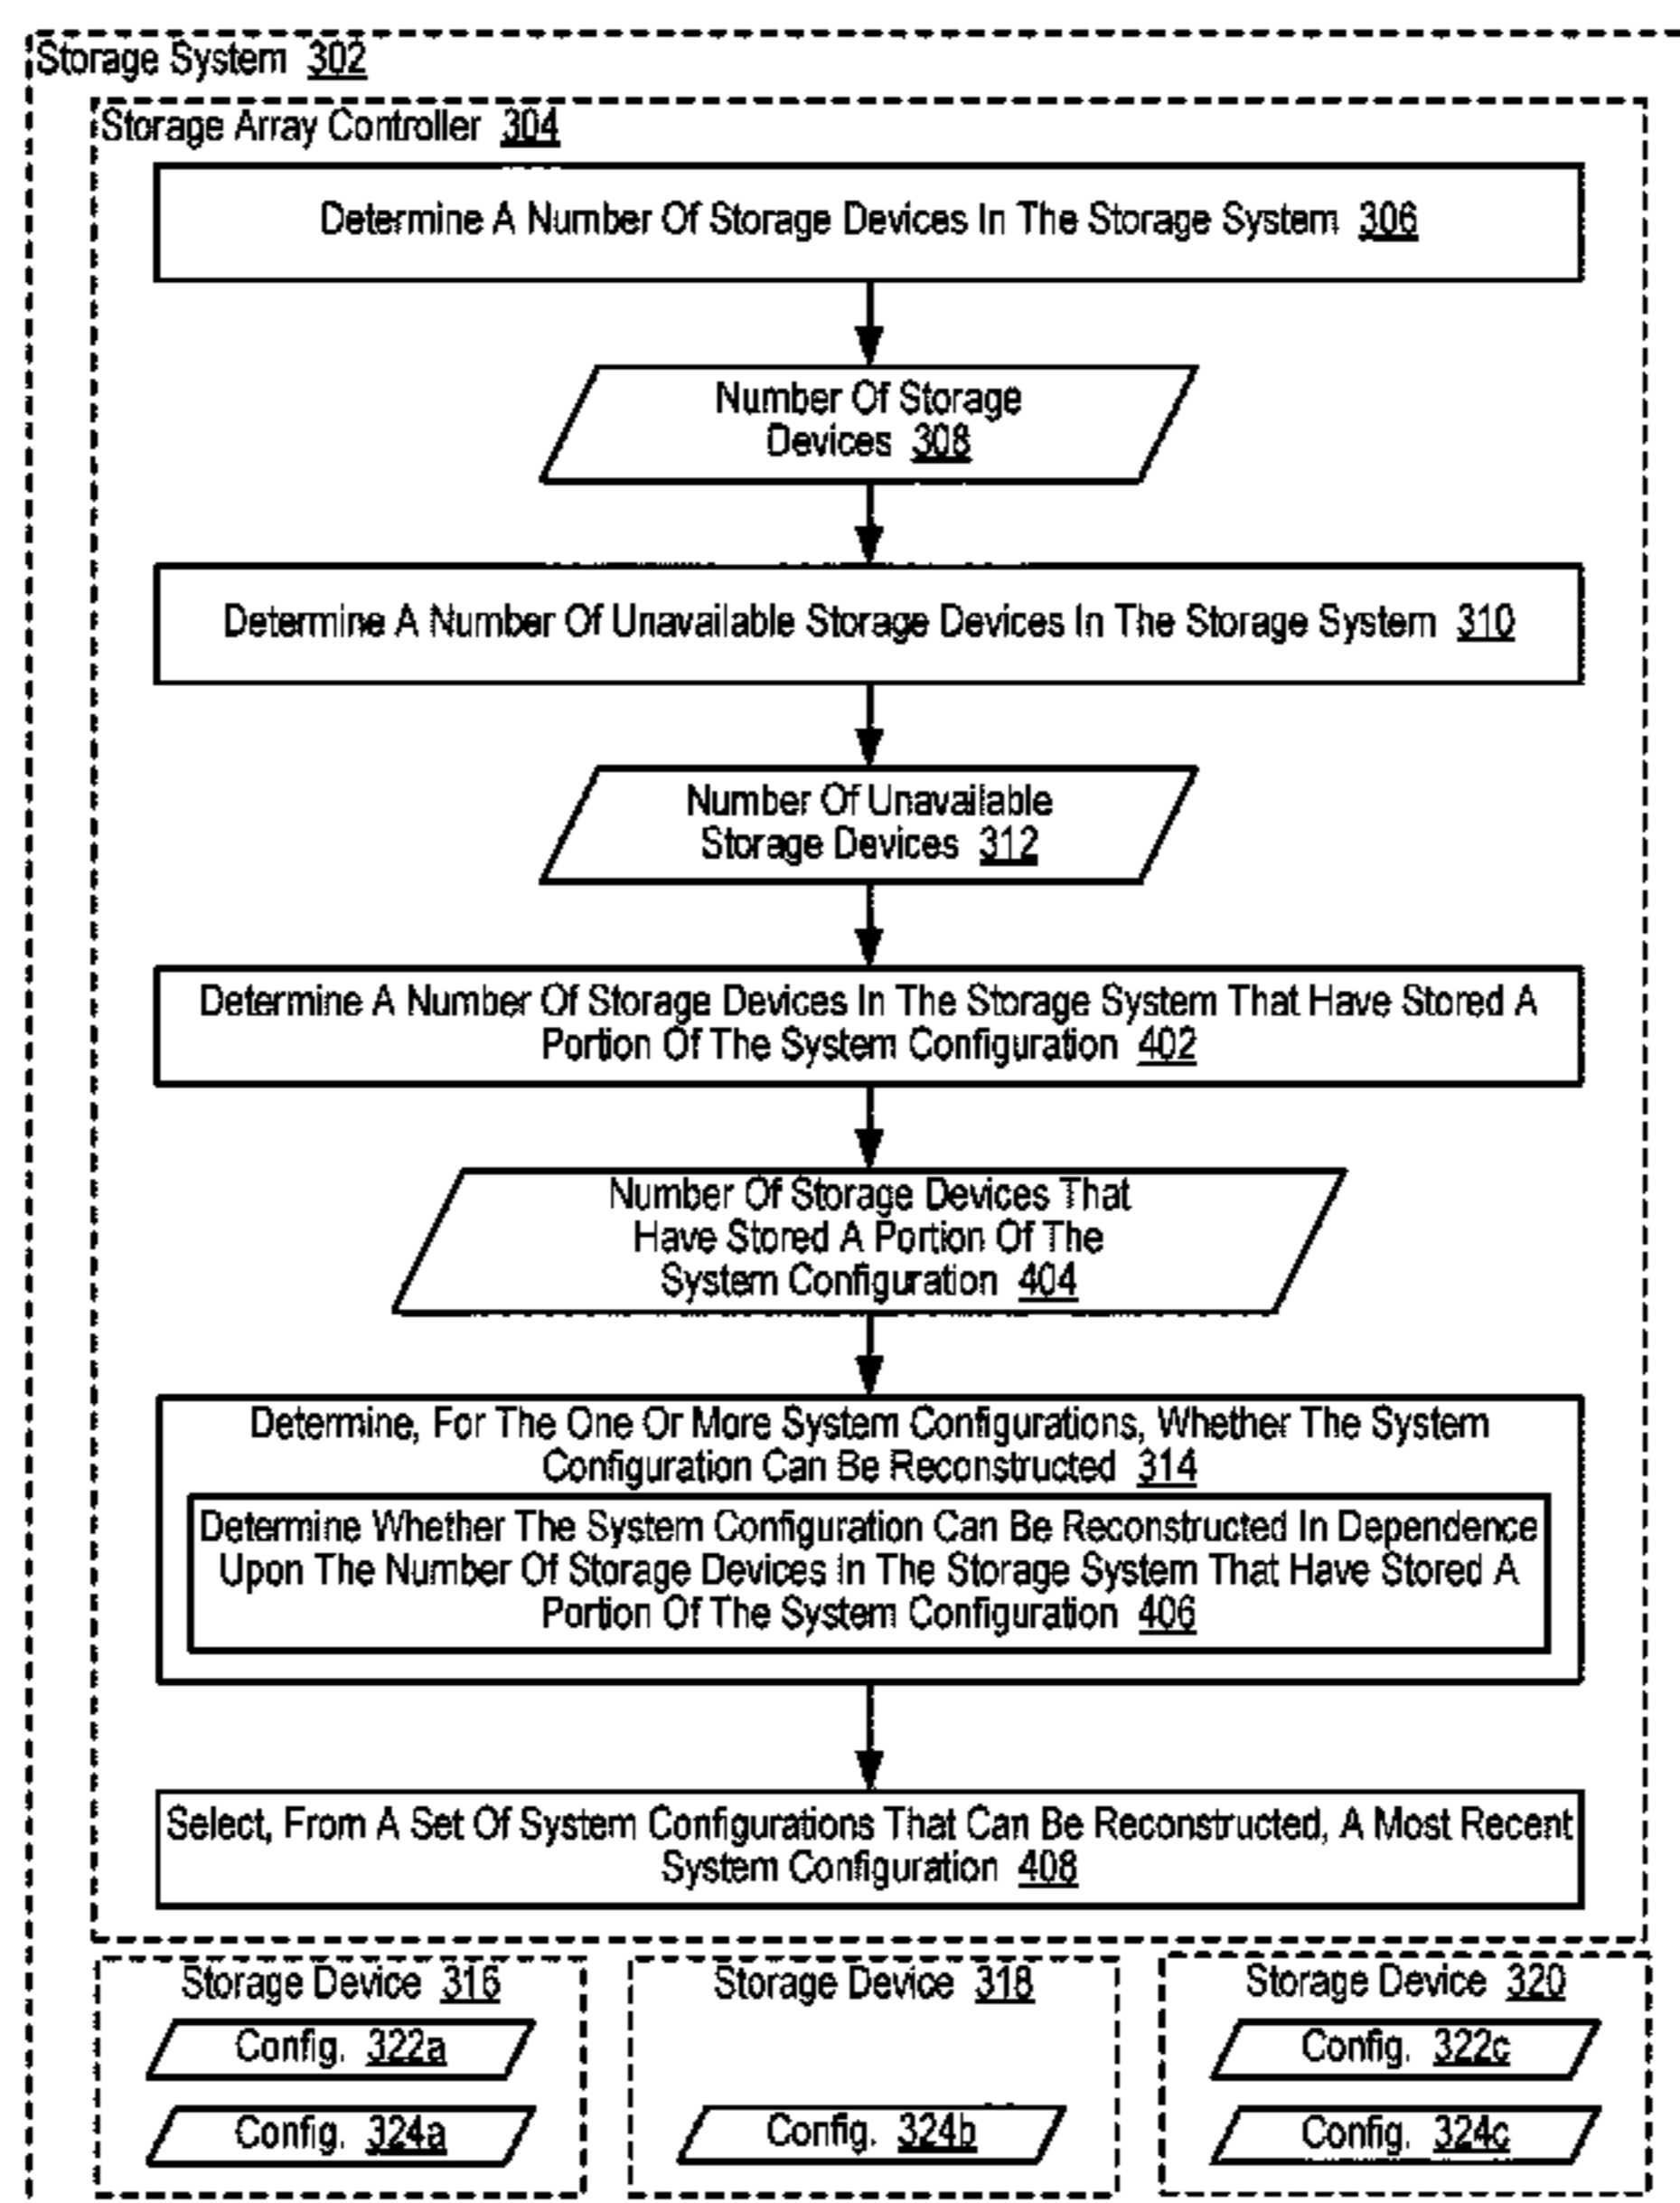 Storage System 302
Storage Array Controller 304
Determine A Number Of Storage Devices In The Storage System 306
Number Of Storage
Devices 308
Determine A Number Of Unavailable Storage Devices In The Storage System 310
Number Of Unavailable
Storage Devices 312
Determine A Number Of Storage Devices In The Storage System That Have Stored A
Portion Of The System Configuration 402
Number Of Storage Devices That
Have Stored A Portion Of The
System Configuration 404
Determine, For The One Or More System Configurations, Whether The System
Configuration Can Be Reconstructed 314
Determine Whether The System Configuration Can Be Reconstructed In Dependence
Upon The Number Of Storage Devices In The Storage System That Have Stored A
Portion Of The System Configuration 406
Select, From A Set Of System Configurations That Can Be Reconstructed, A Most Recent
System Configuration 408
Storage Device 316
Config. 322a
Config. 324a
Storage Device 318
Config. 324b
Storage Device 320
Config. 322c
Config. 324c